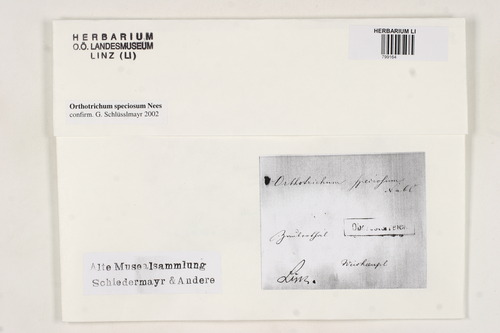 HERBARIUM
O.Ö. LANDESMUSEUM
LINZ (LI)
HERBARIUM LI
Orthotrichum speciosum Nees
confirm. G. Schlüsslmayr 2002
Orthotrichum speciosum
Linz.
Alte Musealsammlung
Schiedermayr & Andere